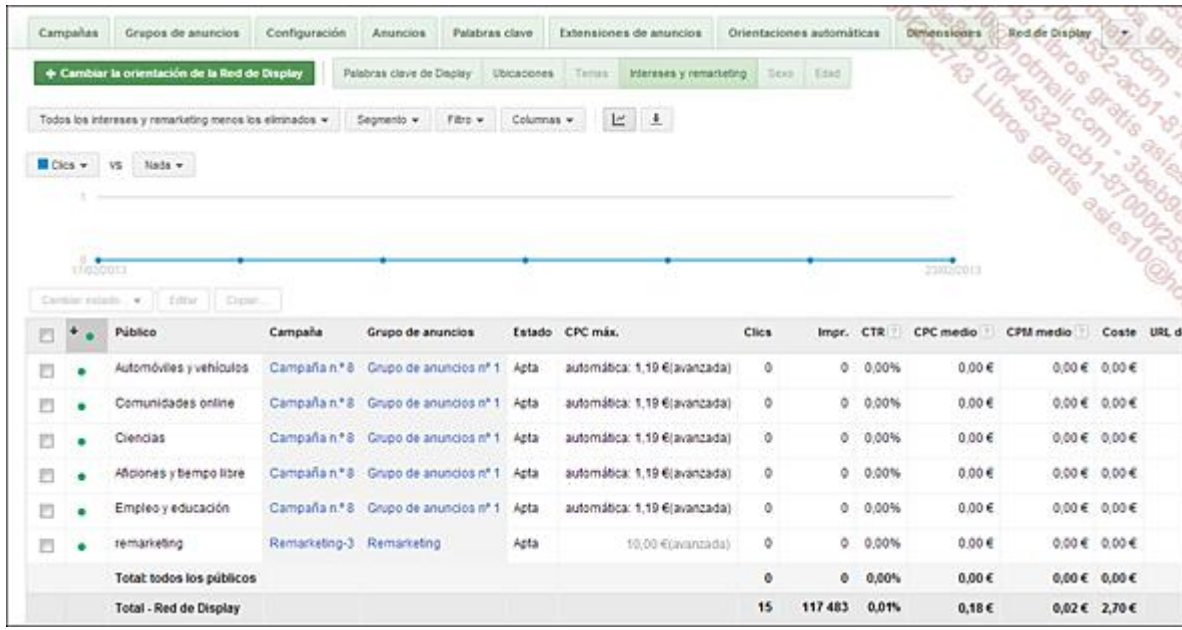 Campañas Grupos de anuncios Configuración Anuncios Palabras clave Extensiones de anuncios Orientaciones automáticas Dimensiones Red de Display
+ Cambiar la orientación de la Red de Display Palabras clave de Display Ubicaciones Temas Intereses y remarketing Sexo Edad
Todos los intereses y remarketing menos los eliminados Segmento Filtro Columnas
Clics vs Nada
1
0
17/02/2013 23/02/2013
Cambiar estado... Editar Copiar...
Público Campaña Grupo de anuncios Estado CPC máx. Clics Impr. CTR ? CPC medio ? CPM medio ? Coste URL d
Automóviles y vehículos Campaña n.º 8 Grupo de anuncios nº 1 Apta automática: 1,19 €(avanzada) 0 0 0,00% 0,00 € 0,00 € 0,00 €
Comunidades online Campaña n.º 8 Grupo de anuncios nº 1 Apta automática: 1,19 €(avanzada) 0 0 0,00% 0,00 € 0,00 € 0,00 €
Ciencias Campaña n.º 8 Grupo de anuncios nº 1 Apta automática: 1,19 €(avanzada) 0 0 0,00% 0,00 € 0,00 € 0,00 €
Aficiones y tiempo libre Campaña n.º 8 Grupo de anuncios nº 1 Apta automática: 1,19 €(avanzada) 0 0 0,00% 0,00 € 0,00 € 0,00 €
Empleo y educación Campaña n.º 8 Grupo de anuncios nº 1 Apta automática: 1,19 €(avanzada) 0 0 0,00% 0,00 € 0,00 € 0,00 €
remarketing Remarketing-3 Remarketing Apta 10,00 €(avanzada) 0 0 0,00% 0,00 € 0,00 € 0,00 €
Total: todos los públicos 0 0 0,00% 0,00 € 0,00 € 0,00 €
Total - Red de Display 15 117 483 0,01% 0,18 € 0,02 € 2,70 €